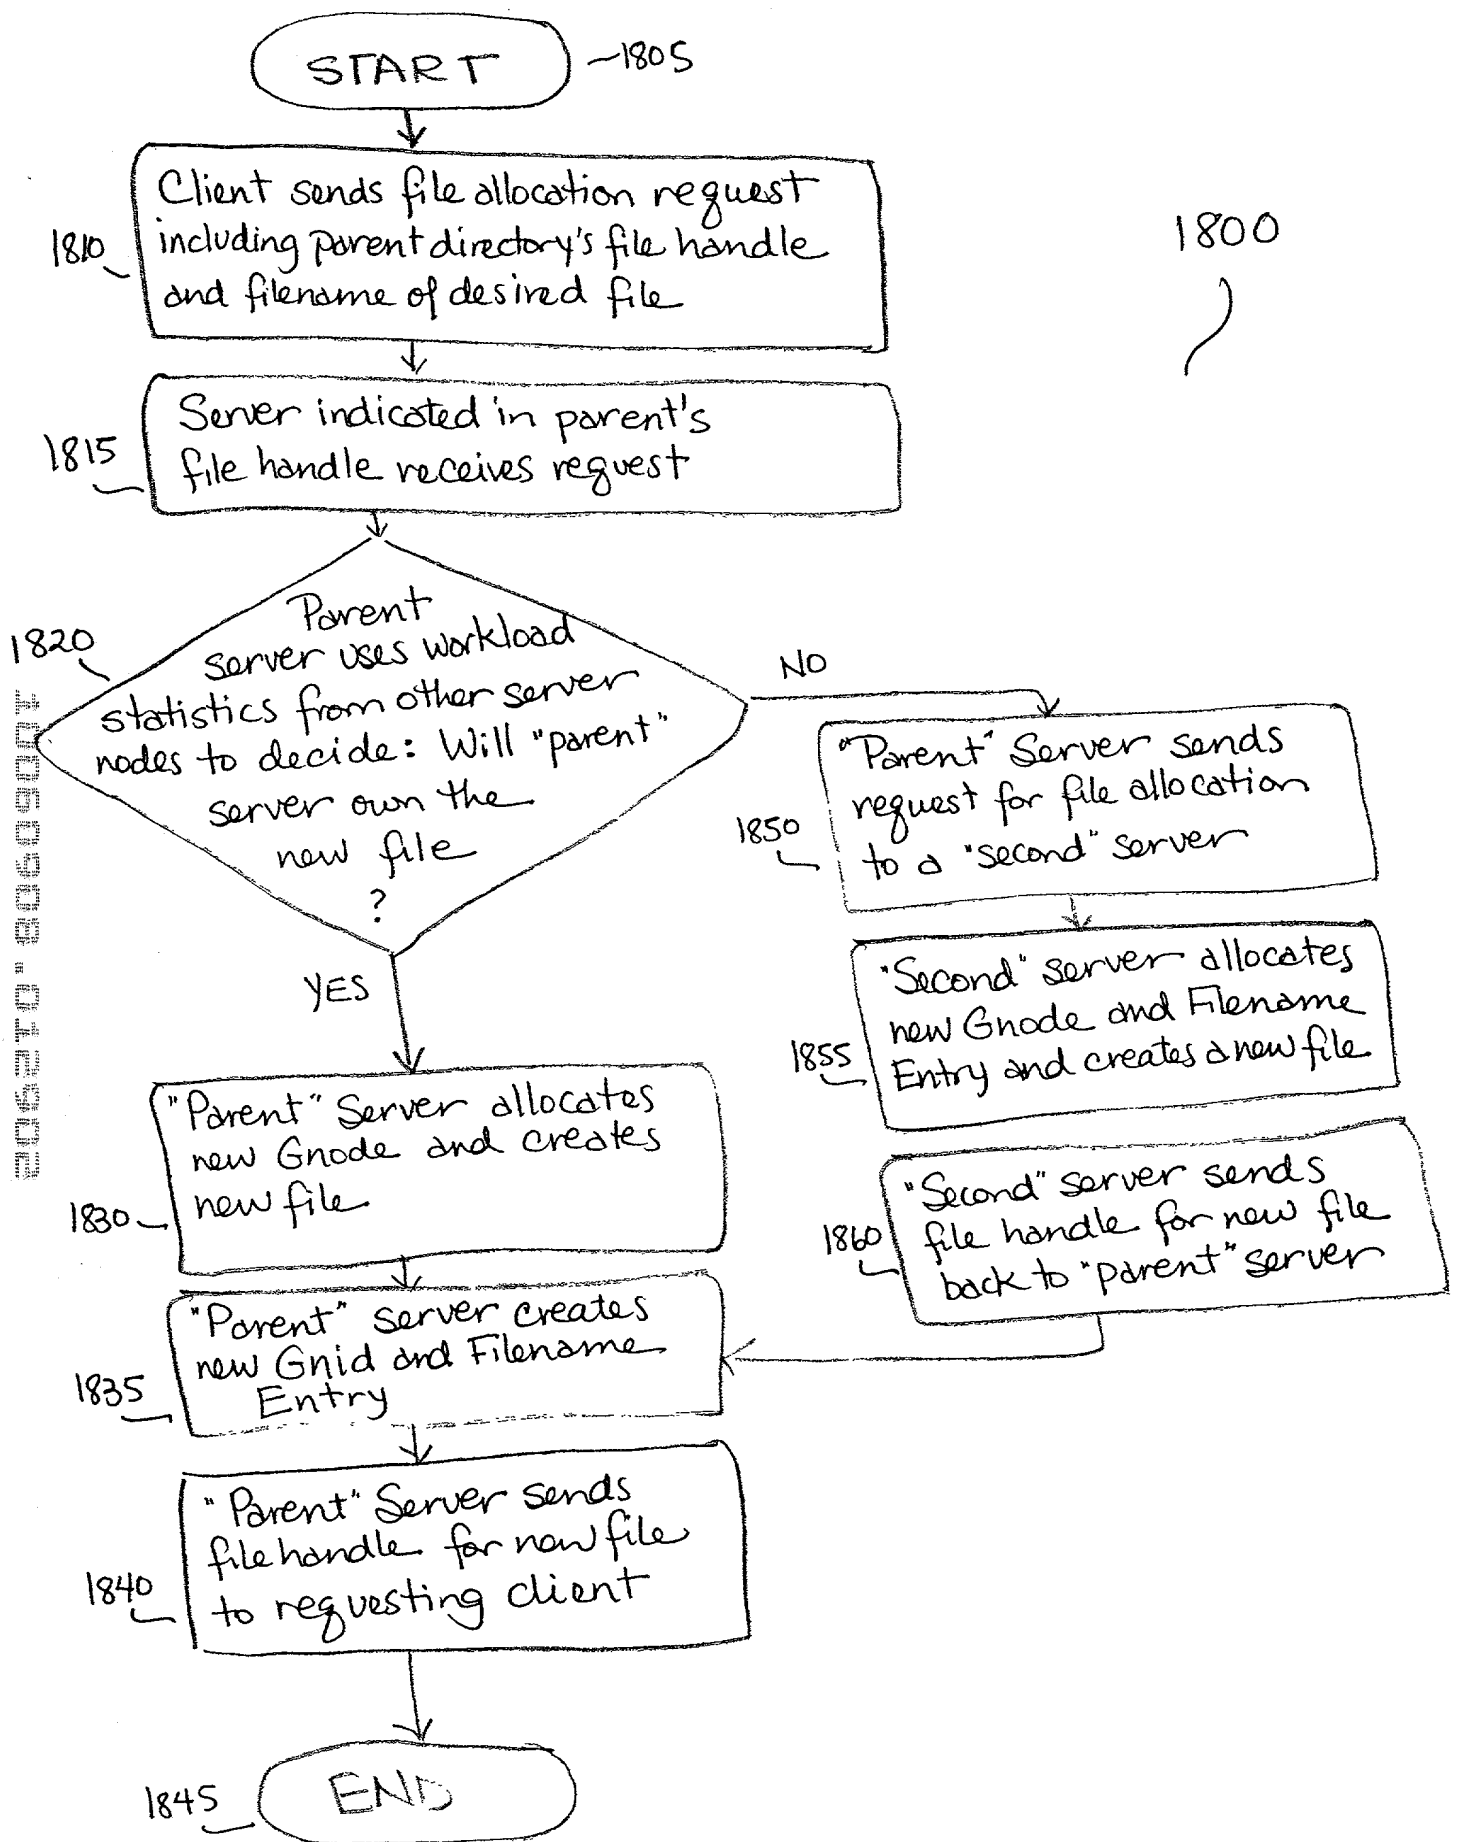 START
1805
Client sends file allocation request
including parent directory's file handle
and filename of desired file
1810
1800
Server indicated in parent's
file handle receives request
1815
Parent
server uses workload
statistics from other server
nodes to decide: Will "parent"
server own the
new file
?
1820
NO
"Parent" Server sends
request for file allocation
to a "second" server
1850
"Second" server allocates
new Gnode and Filename
Entry and creates a new file
1855
"Second" server sends
file handle for new file
back to "parent" server
1860
YES
"Parent" Server allocates
new Gnode and creates
new file
1830
"Parent" server creates
new Gnid and Filename
Entry
1835
"Parent" Server sends
file handle for new file
to requesting client
1840
END
1845
10060908.012902